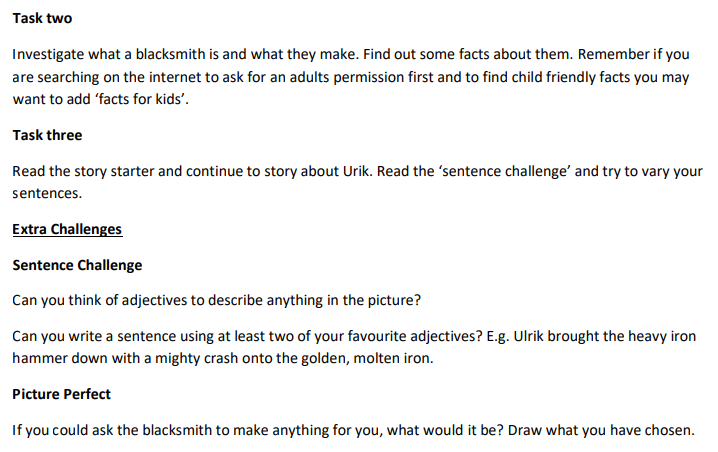 Task two
Investigate what a blacksmith is and what they make. Find out some facts about them. Remember if you
are searching on the internet to ask for an adults permission first and to find child friendly facts you may
want to add ‘facts for kids’.
Task three
Read the story starter and continue to story about Urik. Read the ‘sentence challenge’ and try to vary your
sentences.
Extra Challenges
Sentence Challenge
Can you think of adjectives to describe anything in the picture?
Can you write a sentence using at least two of your favourite adjectives? E.g. Ulrik brought the heavy iron
hammer down with a mighty crash onto the golden, molten iron.
Picture Perfect
If you could ask the blacksmith to make anything for you, what would it be? Draw what you have chosen.